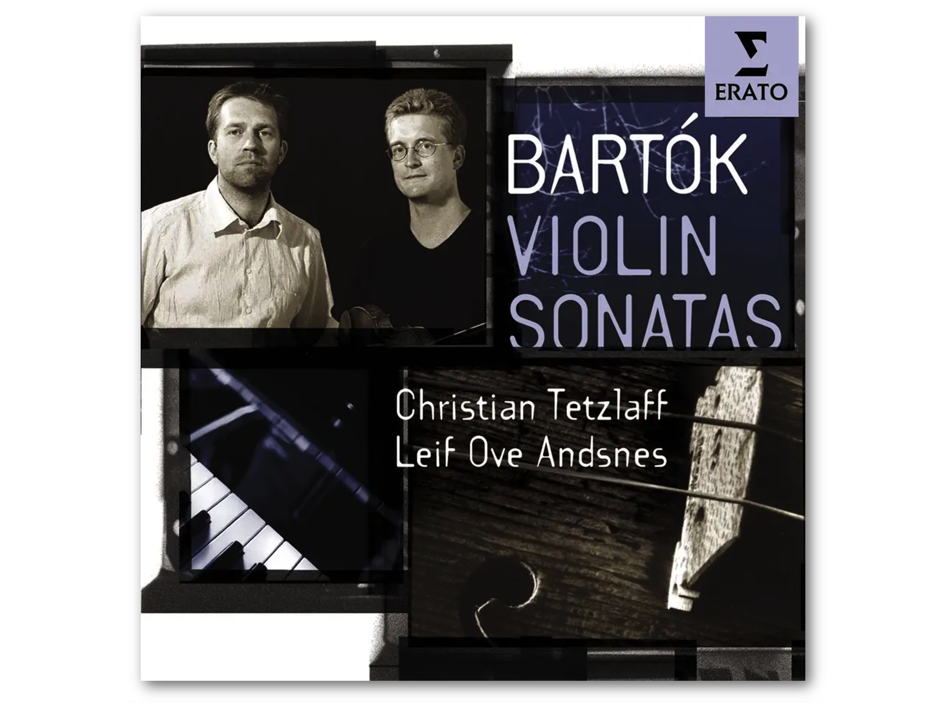 ERATO
BARTÓK
VIOLIN
SONATAS
Christian Tetzlaff
Leif Ove Andsnes